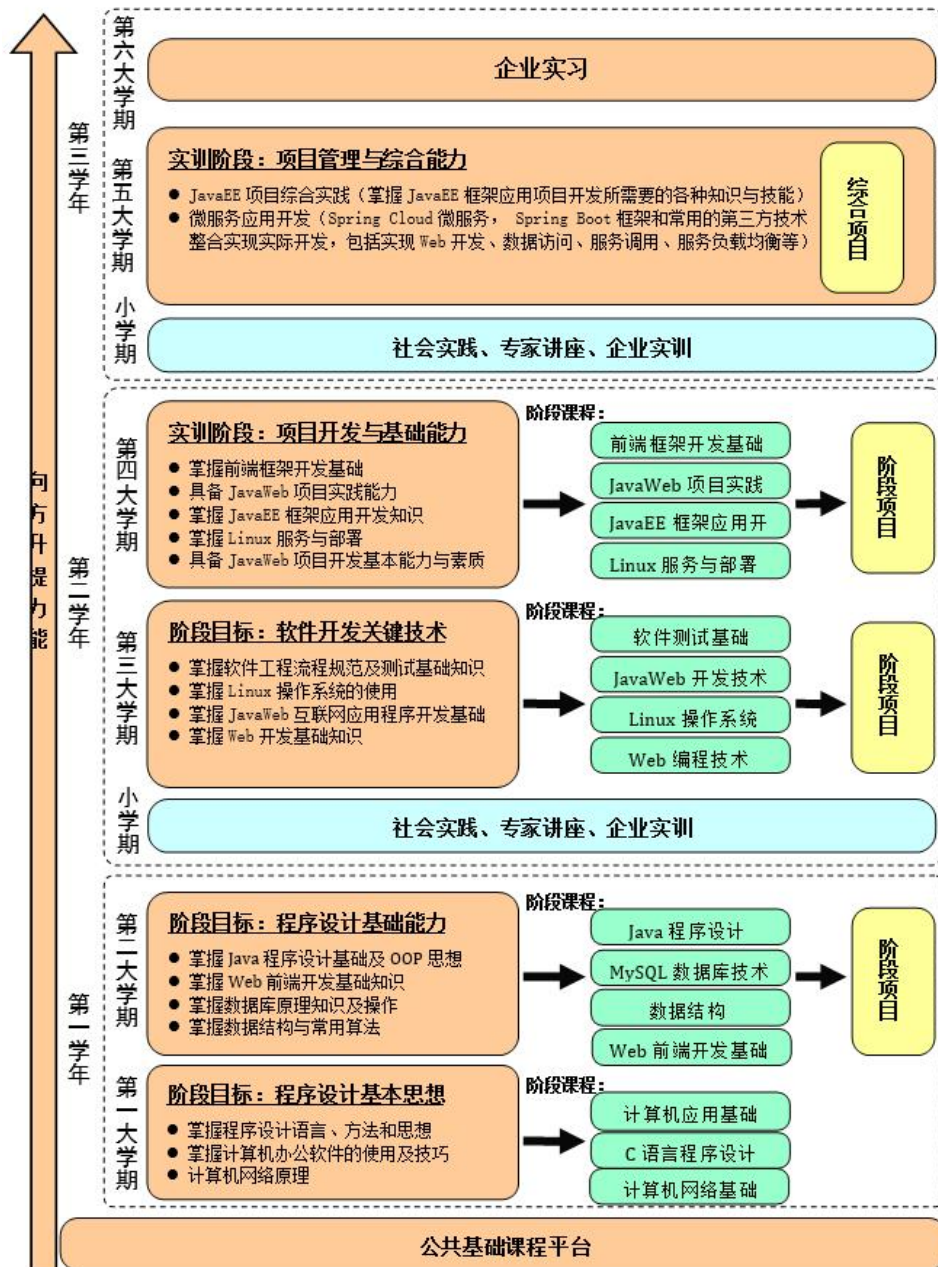 第六大学期
企业实习
第三学年
第五大学期
实训阶段：项目管理与综合能力
● JavaEE 项目综合实践（掌握 JavaEE 框架应用项目开发所需要的各种知识与技能）
● 微服务应用开发（Spring Cloud 微服务， Spring Boot 框架和常用的第三方技术
整合实现实际开发，包括实现 Web 开发、数据访问、服务调用、服务负载均衡等）
综合项目
小学期
社会实践、专家讲座、企业实训
第二学年
第四大学期
实训阶段：项目开发与基础能力
● 掌握前端框架开发基础
● 具备 JavaWeb 项目实践能力
● 掌握 JavaEE 框架应用开发知识
● 掌握 Linux 服务与部署
● 具备 JavaWeb 项目开发基本能力与素质
阶段课程：
前端框架开发基础
JavaWeb 项目实践
JavaEE 框架应用开
Linux 服务与部署
阶段项目
向方升提力能
第三大学期
阶段目标：软件开发关键技术
● 掌握软件工程流程规范及测试基础知识
● 掌握 Linux 操作系统的使用
● 掌握 JavaWeb 互联网应用程序开发基础
● 掌握 Web 开发基础知识
阶段课程：
软件测试基础
JavaWeb 开发技术
Linux 操作系统
Web 编程技术
阶段项目
小学期
社会实践、专家讲座、企业实训
第一学年
第二大学期
阶段目标：程序设计基础能力
● 掌握 Java 程序设计基础及 OOP 思想
● 掌握 Web 前端开发基础知识
● 掌握数据库原理知识及操作
● 掌握数据结构与常用算法
阶段课程：
Java 程序设计
MySQL 数据库技术
数据结构
Web 前端开发基础
阶段项目
第一大学期
阶段目标：程序设计基本思想
● 掌握程序设计语言、方法和思想
● 掌握计算机办公软件的使用及技巧
● 计算机网络原理
阶段课程：
计算机应用基础
C 语言程序设计
计算机网络基础
公共基础课程平台